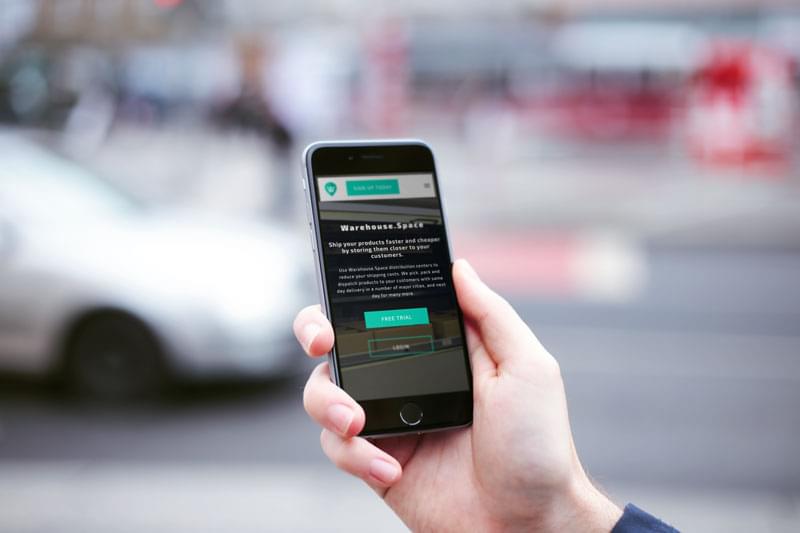 SIGN UP TODAY
Warehouse.Space
Ship your products faster and cheaper
by storing them closer to your
customers.
Use Warehouse.Space distribution centers to
reduce your shipping costs. We pick, pack and
dispatch products to your customers with same
day delivery in a number of major cities, and next
day for many more.
FREE TRIAL
LOGIN